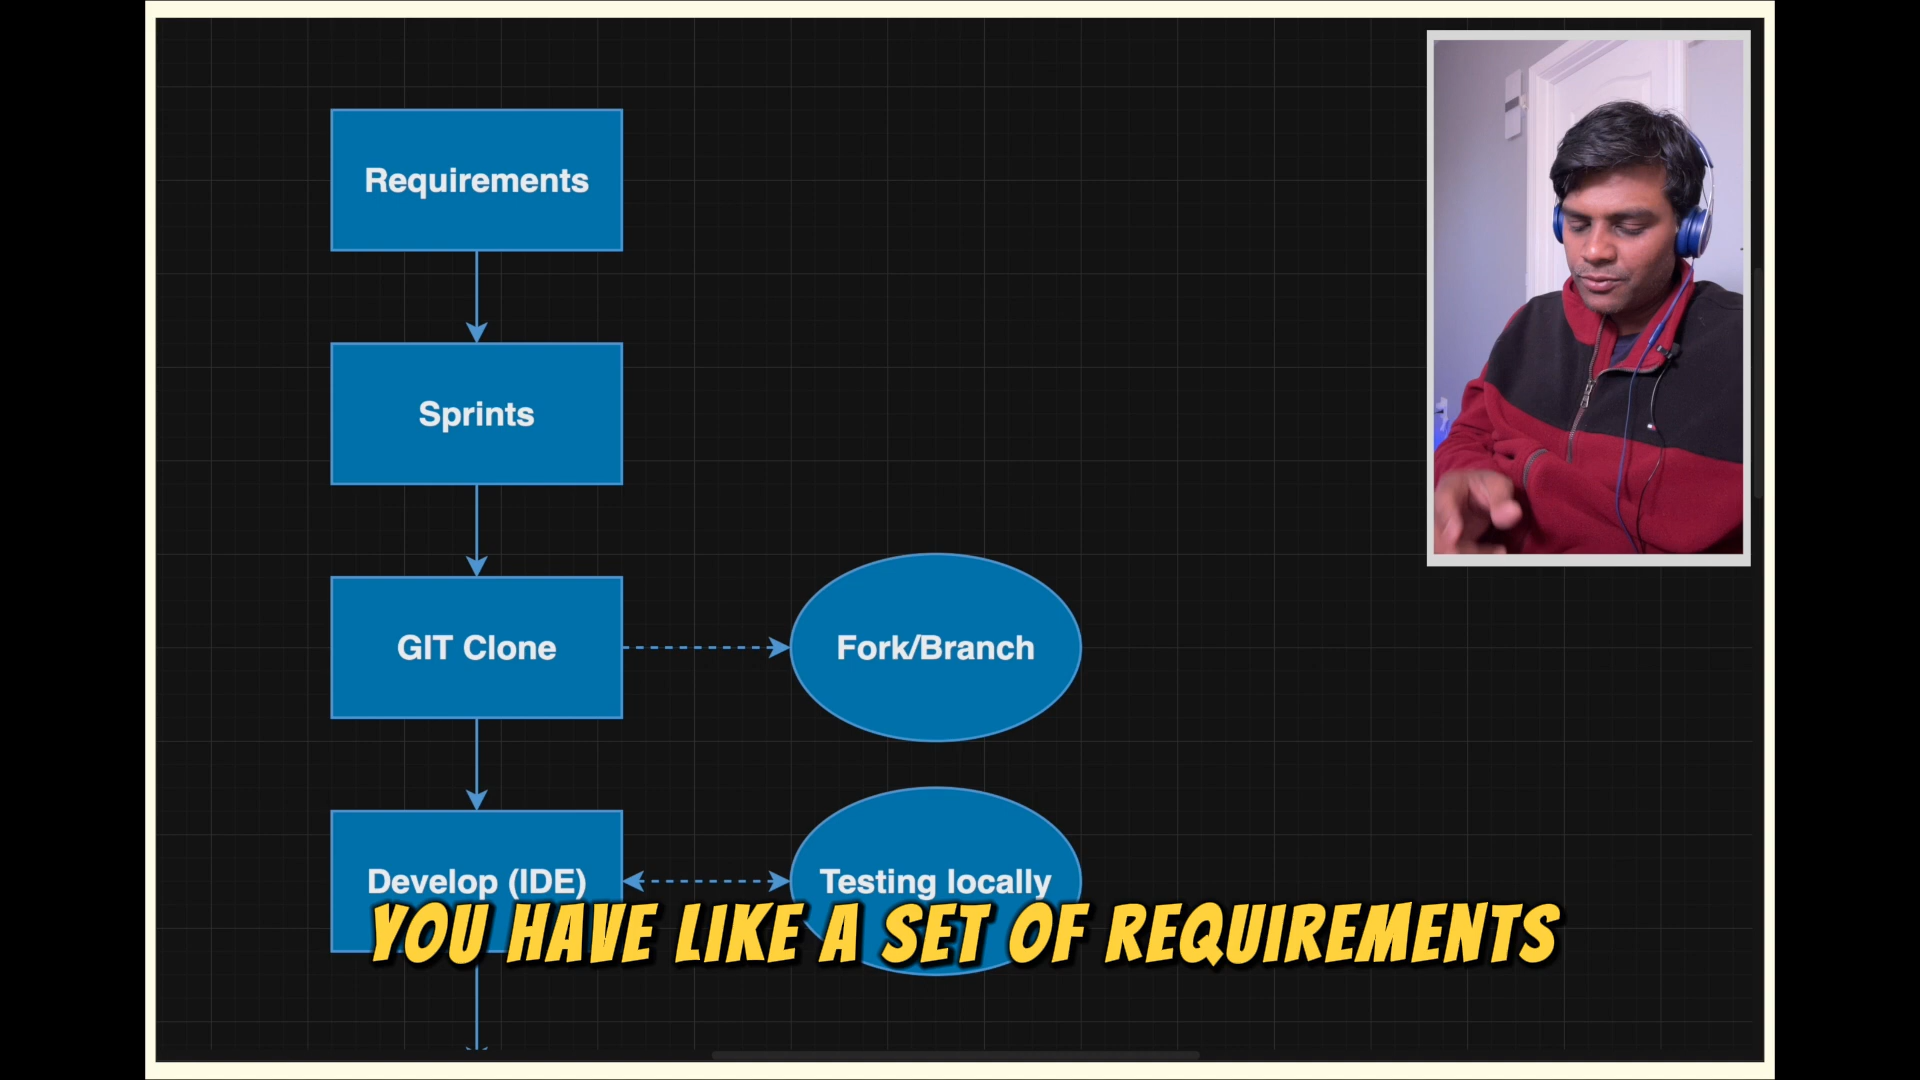 Requirements
Sprints
GIT Clone
Fork/Branch
Develop (IDE)
Testing locally
YOU HAVE LIKE A SET OF REQUIREMENTS